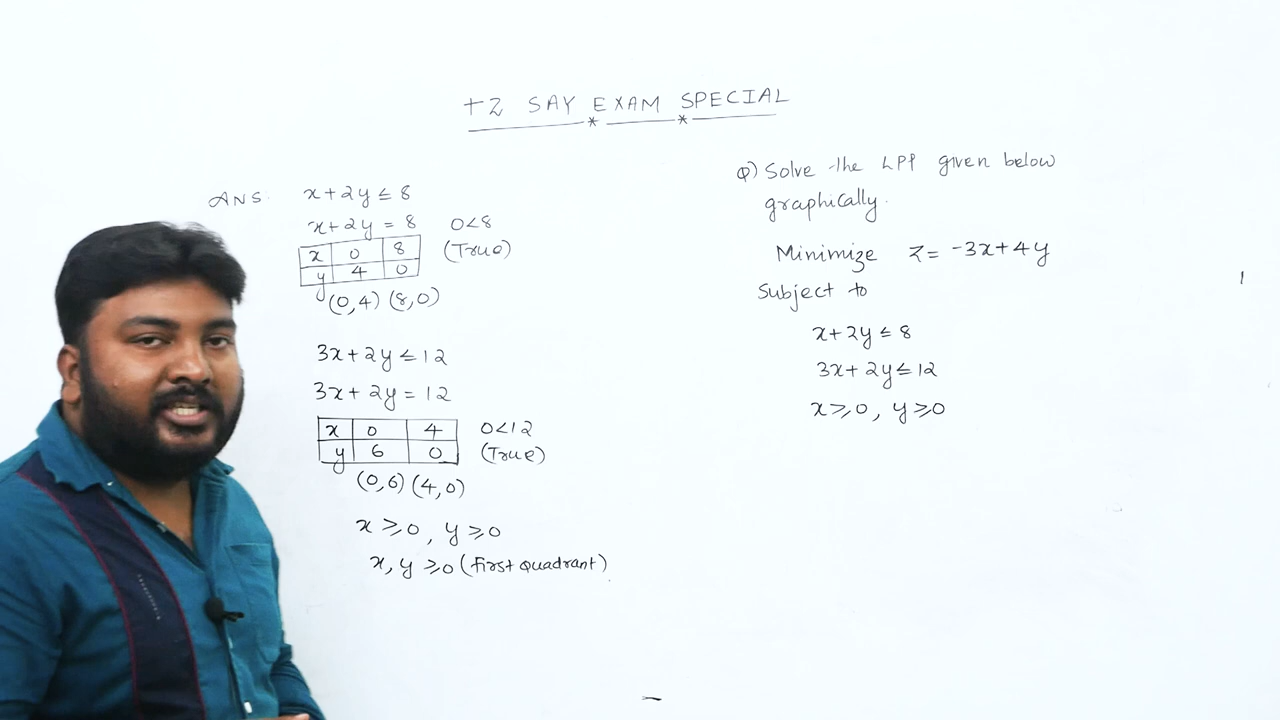 +2 SAY EXAM SPECIAL
ANS: x+2y ≤ 8
x+2y = 8 0<8
x 0 8 (True)
y 4 0
(0,4) (8,0)
3x+2y ≤ 12
3x+2y = 12
x 0 4 0<12
y 6 0 (True)
(0,6) (4,0)
x ≥ 0, y ≥ 0
x, y ≥ 0 (First quadrant)
Q) Solve the LPP given below
graphically.
Minimize Z = -3x+4y
Subject to
x+2y ≤ 8
3x+2y ≤ 12
x ≥ 0, y ≥ 0